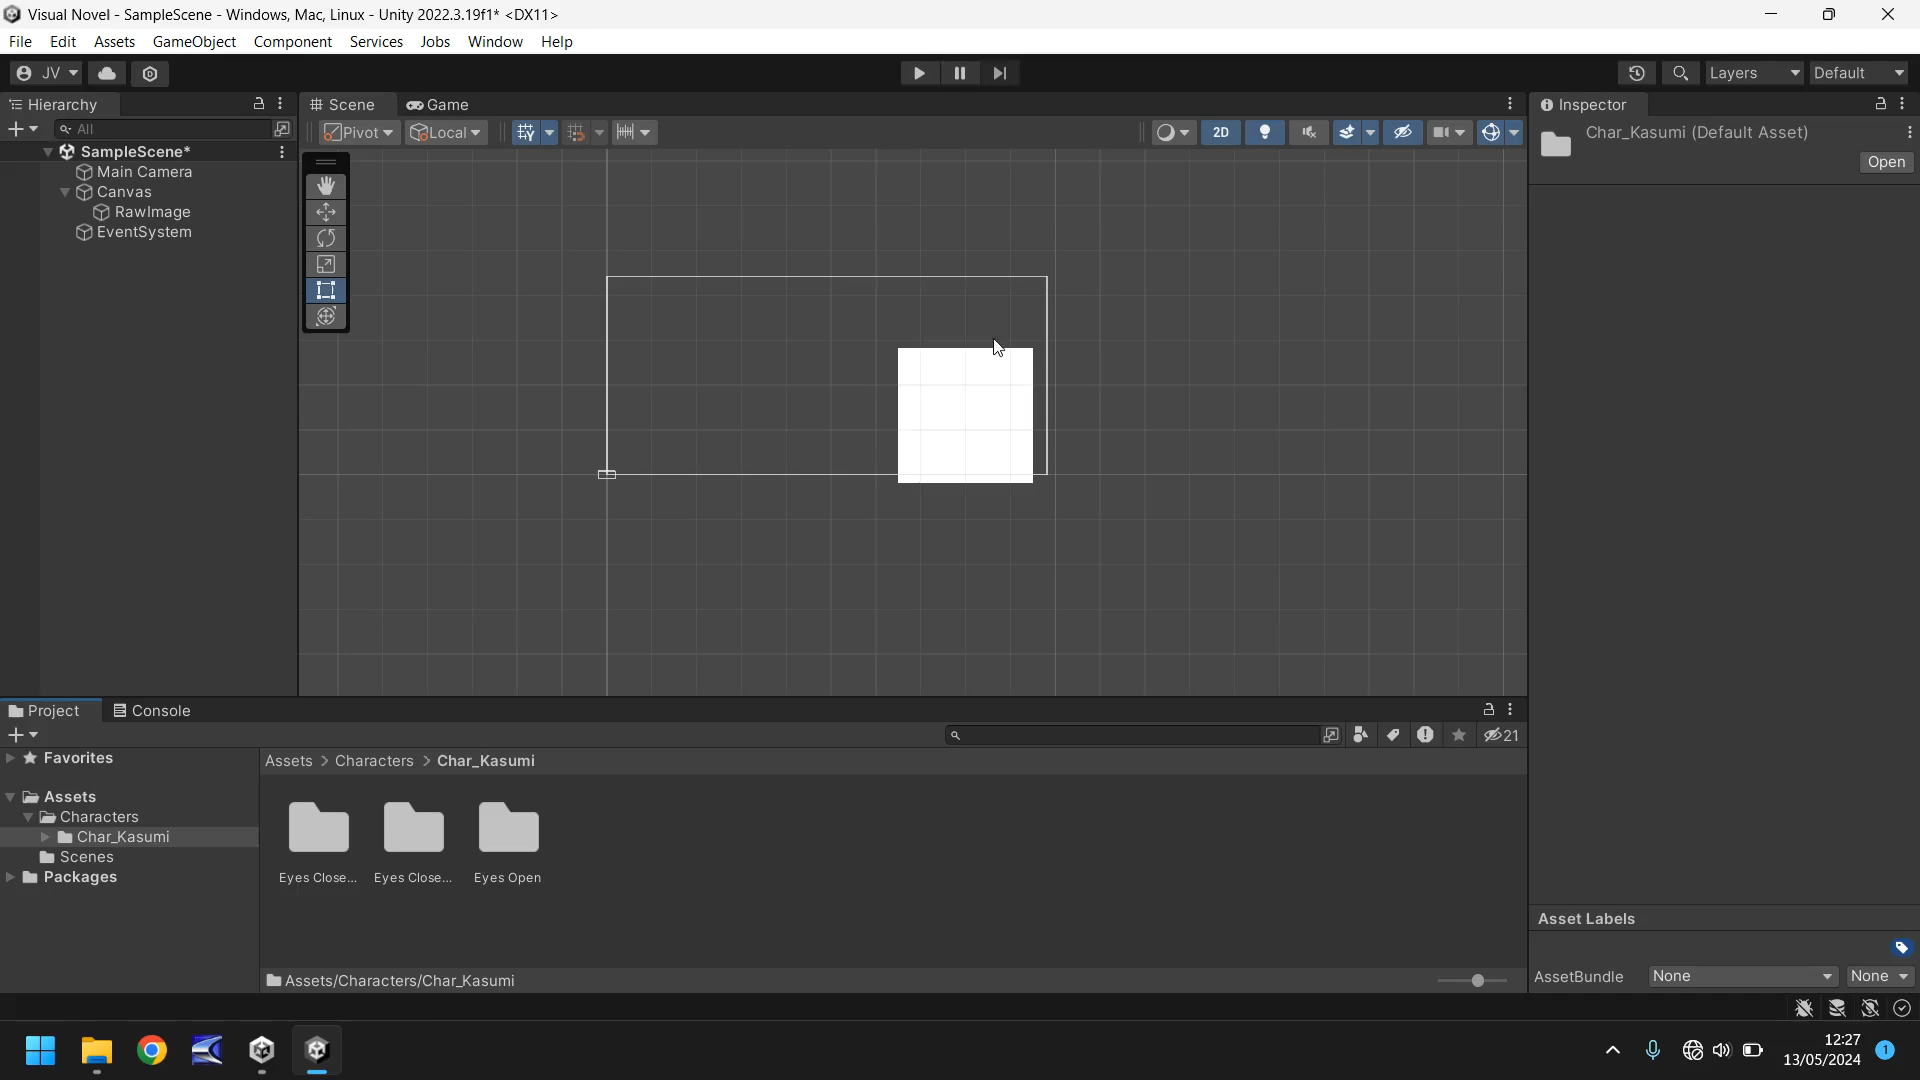 Visual Novel - SampleScene - Windows, Mac, Linux - Unity 2022.3.19f1* <DX11>
File Edit Assets GameObject Component Services Jobs Window Help
JV Layers Default
Hierarchy Scene Game Inspector
All Pivot Local 2D Char_Kasumi (Default Asset)
Open
SampleScene*
Main Camera
Canvas
RawImage
EventSystem
Project Console
21
Favorites
Assets > Characters > Char_Kasumi
Assets
Characters
Char_Kasumi
Scenes
Packages
Eyes Close... Eyes Close... Eyes Open
Assets/Characters/Char_Kasumi
Asset Labels
AssetBundle None None
12:27
13/05/2024
1